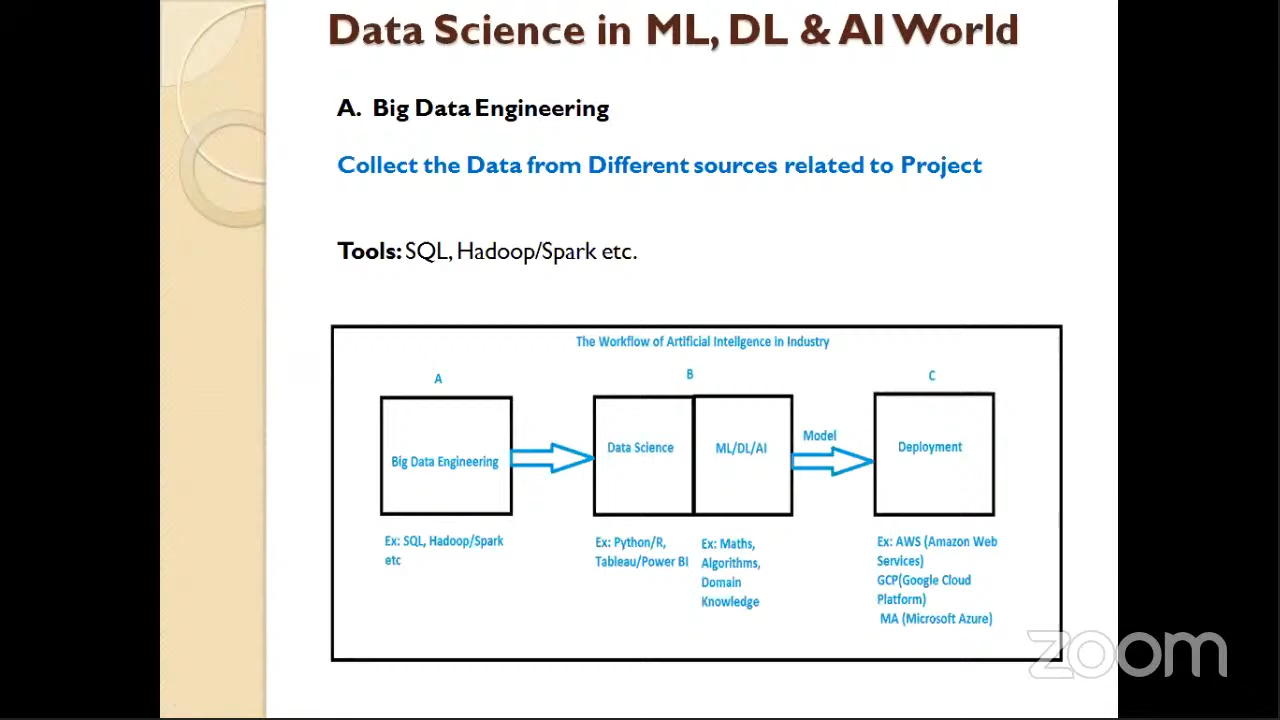 Data Science in ML, DL & AI World
A. Big Data Engineering
Collect the Data from Different sources related to Project
Tools: SQL, Hadoop/Spark etc.
The Workflow of Artificial Inteligence in Industry
A
B
C
Big Data Engineering
Data Science
ML/DL/AI
Model
Deployment
Ex: SQL, Hadoop/Spark
etc
Ex: Python/R,
Tableau/Power BI
Ex: Maths,
Algorithms,
Domain
Knowledge
Ex: AWS (Amazon Web
Services)
GCP(Google Cloud
Platform)
MA (Microsoft Azure)
zoom